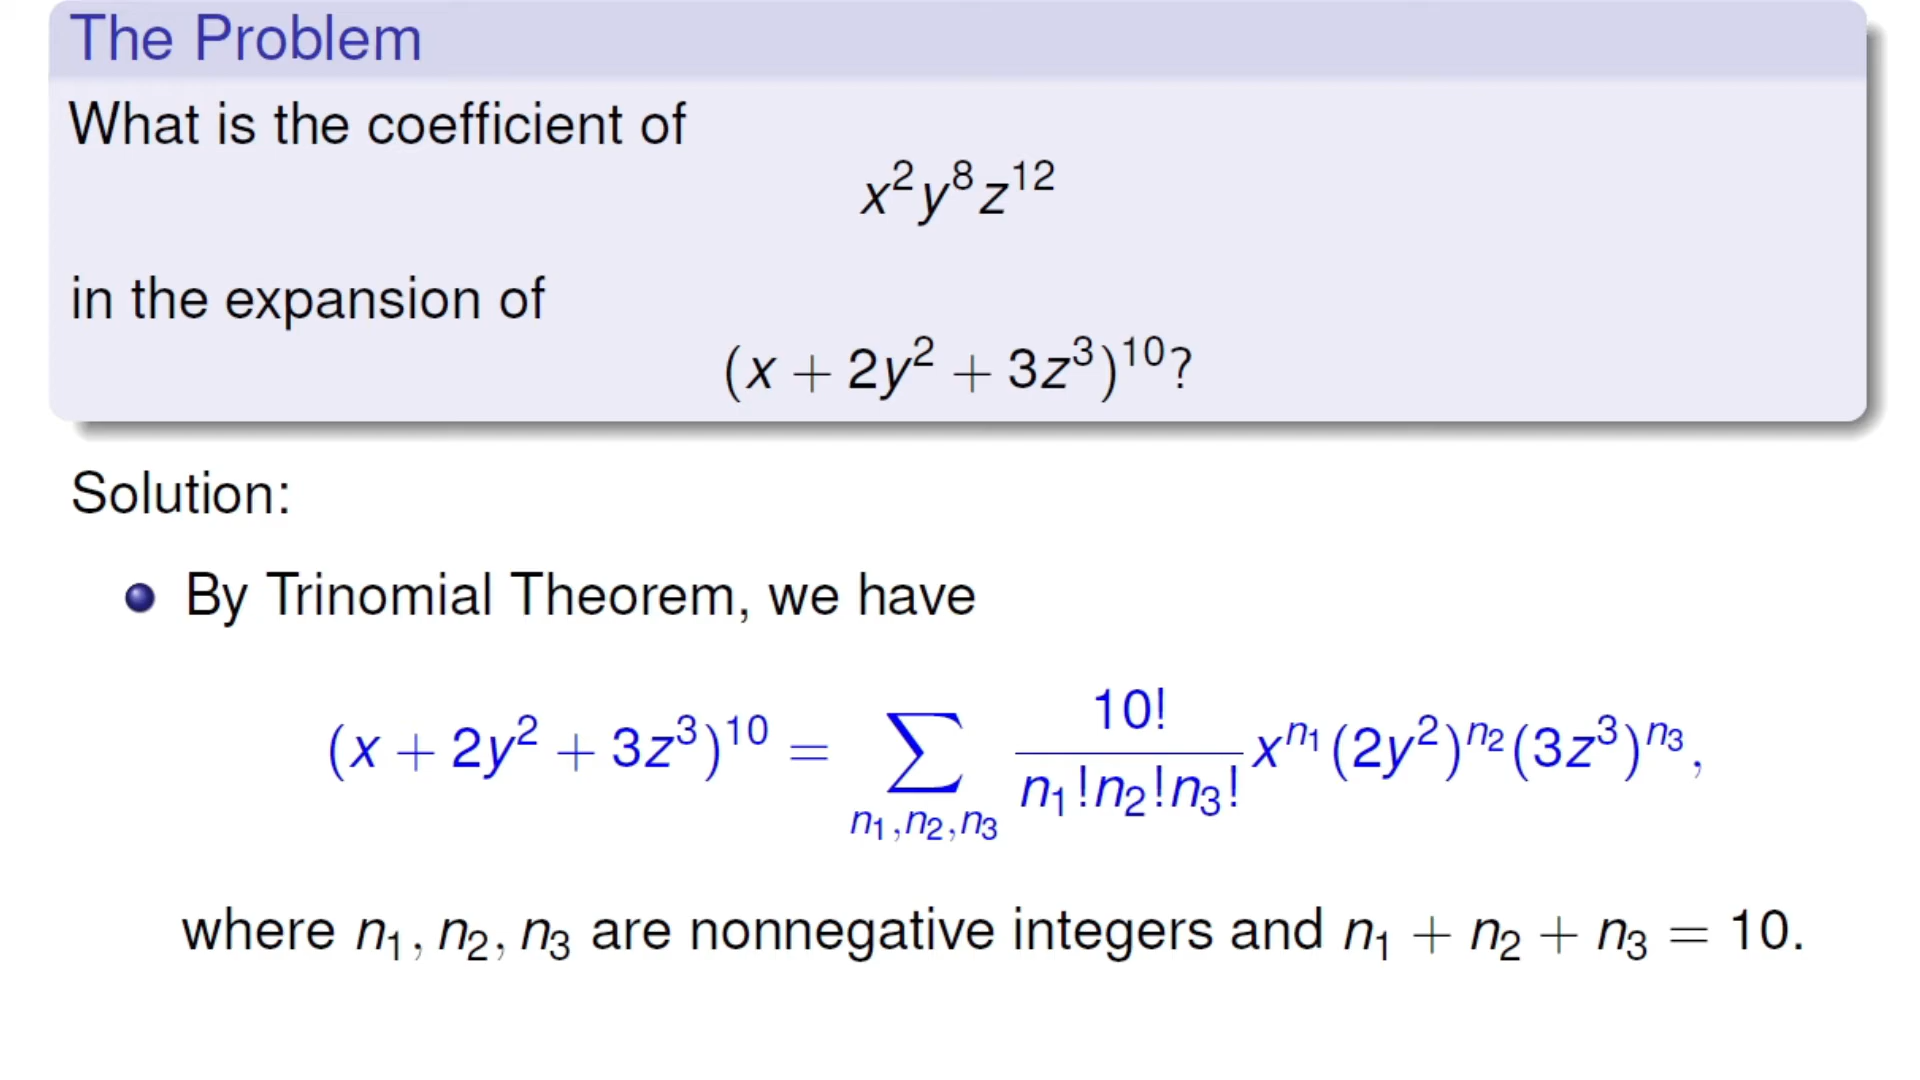 The Problem
What is the coefficient of
x²y⁸z¹²
in the expansion of
(x + 2y² + 3z³)¹⁰?
Solution:
By Trinomial Theorem, we have
(x + 2y² + 3z³)¹⁰ = ∑_{n₁,n₂,n₃} \frac{10!}{n₁!n₂!n₃!} x^{n₁}(2y²)^{n₂}(3z³)^{n₃},
where n₁, n₂, n₃ are nonnegative integers and n₁ + n₂ + n₃ = 10.